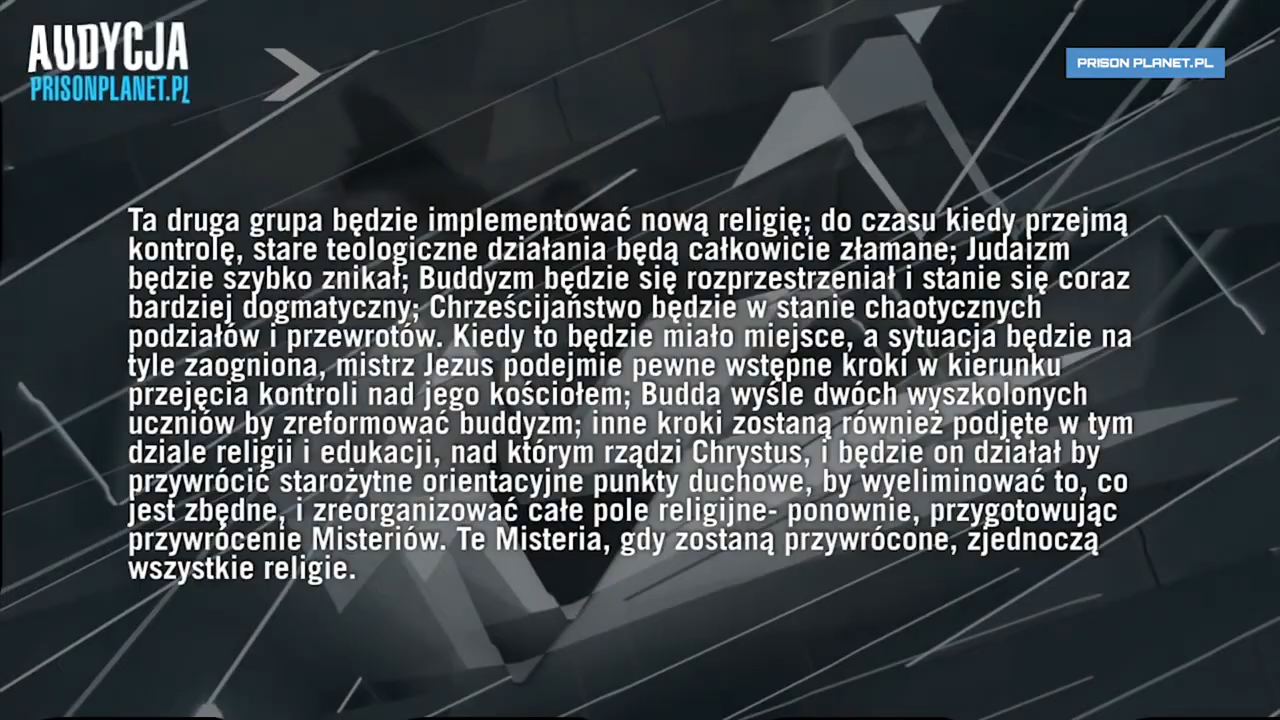 AUDYCJA
PRISONPLANET.PL
PRISON PLANET.PL
Ta druga grupa będzie implementować nową religię; do czasu kiedy przejmą
kontrolę, stare teologiczne działania będą całkowicie złamane; Judaizm
będzie szybko znikał; Buddyzm będzie się rozprzestrzeniał i stanie się coraz
bardziej dogmatyczny; Chrześcijaństwo będzie w stanie chaotycznych
podziałów i przewrotów. Kiedy to będzie miało miejsce, a sytuacja będzie na
tyle zaogniona, mistrz Jezus podejmie pewne wstępne kroki w kierunku
przejęcia kontroli nad jego kościołem; Budda wyśle dwóch wyszkolonych
uczniów by zreformować buddyzm; inne kroki zostaną również podjęte w tym
dziale religii i edukacji, nad którym rządzi Chrystus, i będzie on działał by
przywrócić starożytne orientacyjne punkty duchowe, by wyeliminować to, co
jest zbędne, i zreorganizować całe pole religijne- ponownie, przygotowując
przywrócenie Misteriów. Te Misteria, gdy zostaną przywrócone, zjednoczą
wszystkie religie.